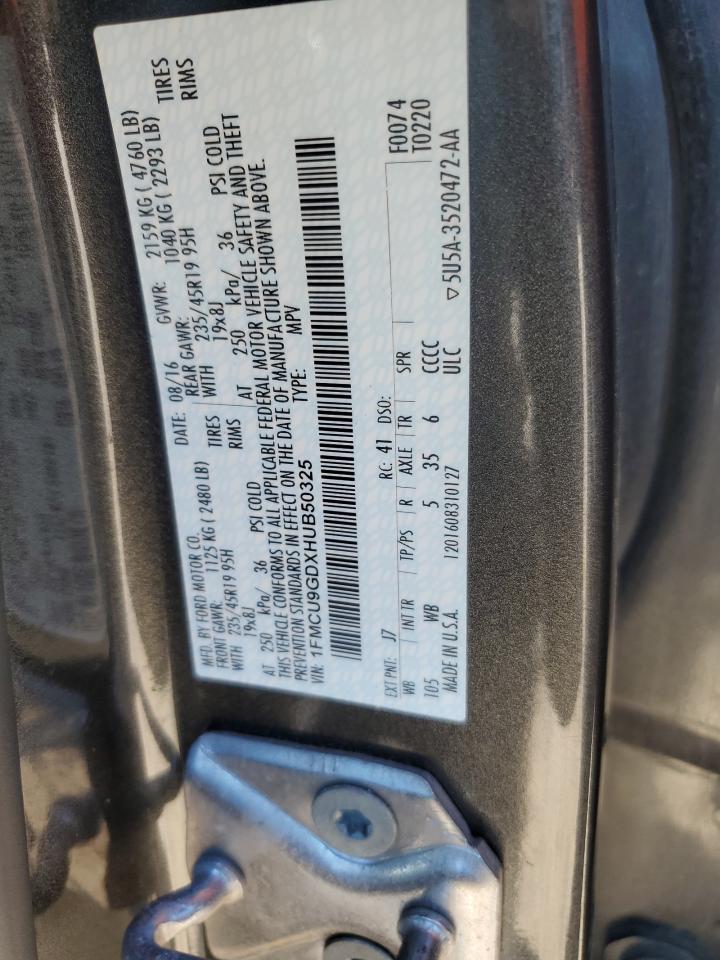 MFD. BY FORD MOTOR CO.
DATE: 08/16 GVWR: 2159 KG ( 4760 LB)
FRONT GAWR: 1125 KG ( 2480 LB) REAR GAWR: 1040 KG ( 2293 LB)
WITH 235/45R19 95H TIRES WITH 235/45R19 95H TIRES
19x8J RIMS 19x8J RIMS
AT 250 kPa/ 36 PSI COLD AT 250 kPa/ 36 PSI COLD
THIS VEHICLE CONFORMS TO ALL APPLICABLE FEDERAL MOTOR VEHICLE SAFETY AND THEFT
PREVENTION STANDARDS IN EFFECT ON THE DATE OF MANUFACTURE SHOWN ABOVE.
VIN: 1FMCU9GDXHUB50325 TYPE: MPV
EXT PNT: J7 RC: 41 DSO: F0074
WB INT TR TP/PS R AXLE TR SPR T0220
105 WB 5 35 6 CCCC
MADE IN U.S.A. 1201608310127 ULC
5U5A-3520472-AA